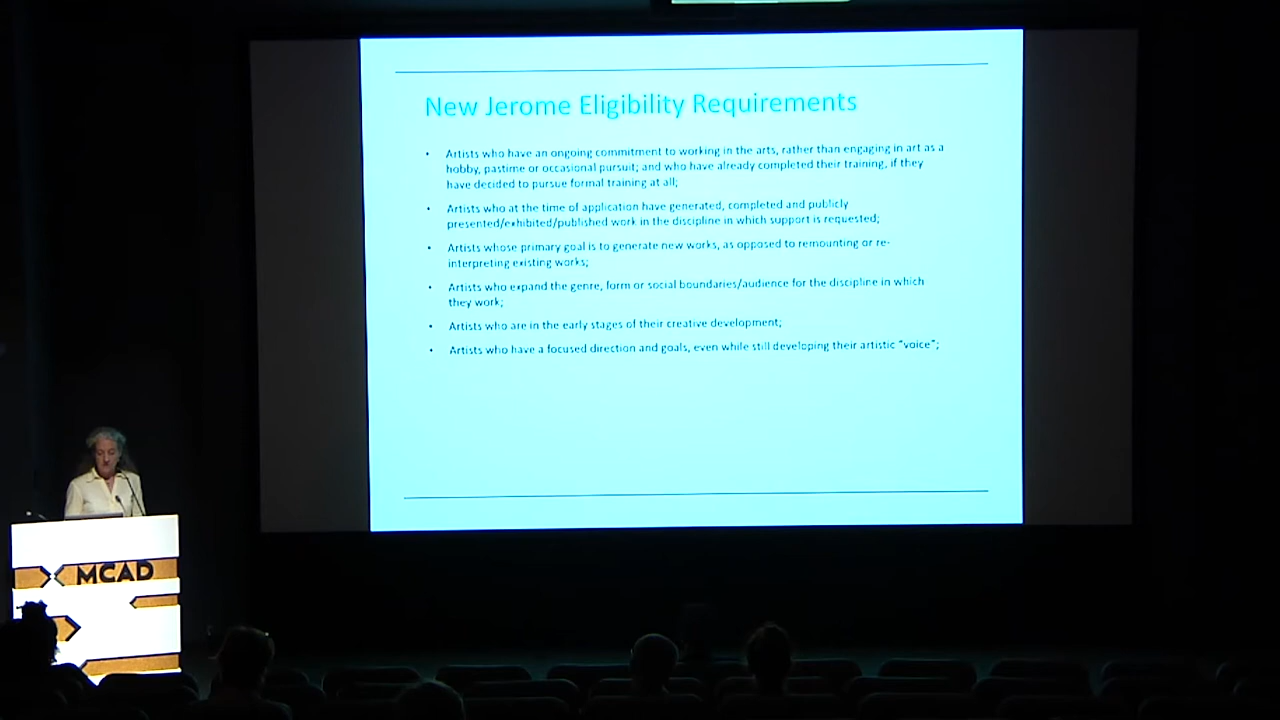 New Jerome Eligibility Requirements
• Artists who have an ongoing commitment to working in the arts, rather than engaging in art as a
hobby, pastime or occasional pursuit; and who have already completed their training, if they
have decided to pursue formal training at all;
• Artists who at the time of application have generated, completed and publicly
presented/exhibited/published work in the discipline in which support is requested;
• Artists whose primary goal is to generate new works, as opposed to remounting or re-
interpreting existing works;
• Artists who expand the genre, form or social boundaries/audience for the discipline in which
they work;
• Artists who are in the early stages of their creative development;
• Artists who have a focused direction and goals, even while still developing their artistic "voice";
MCAD